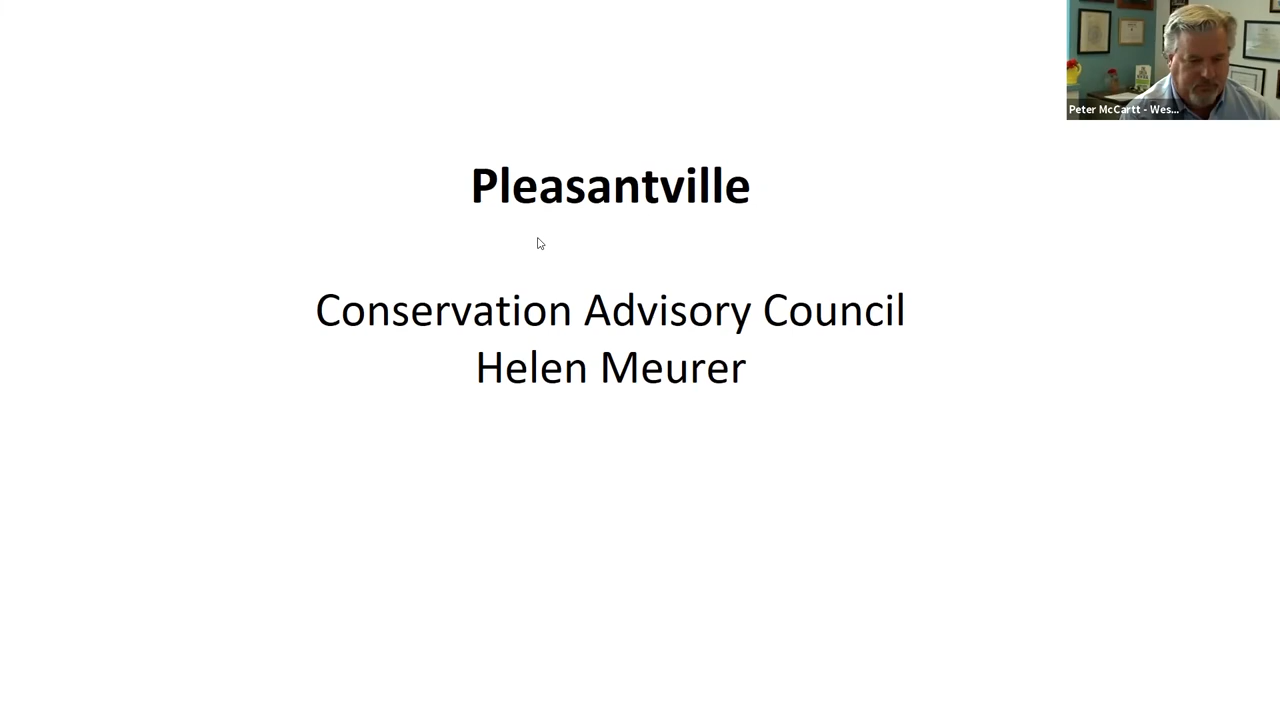 Peter McCartt - Wes...
Pleasantville
Conservation Advisory Council
Helen Meurer